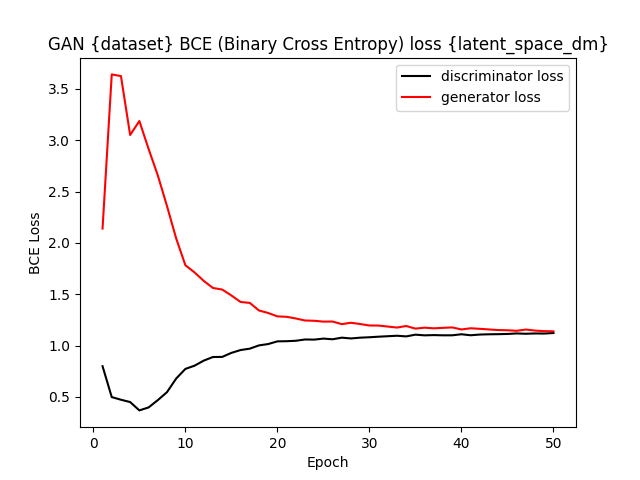 GAN {dataset} BCE (Binary Cross Entropy) loss {latent_space_dm}
discriminator loss
generator loss
3.5
3.0
2.5
2.0
1.5
1.0
0.5
BCE Loss
0 10 20 30 40 50
Epoch